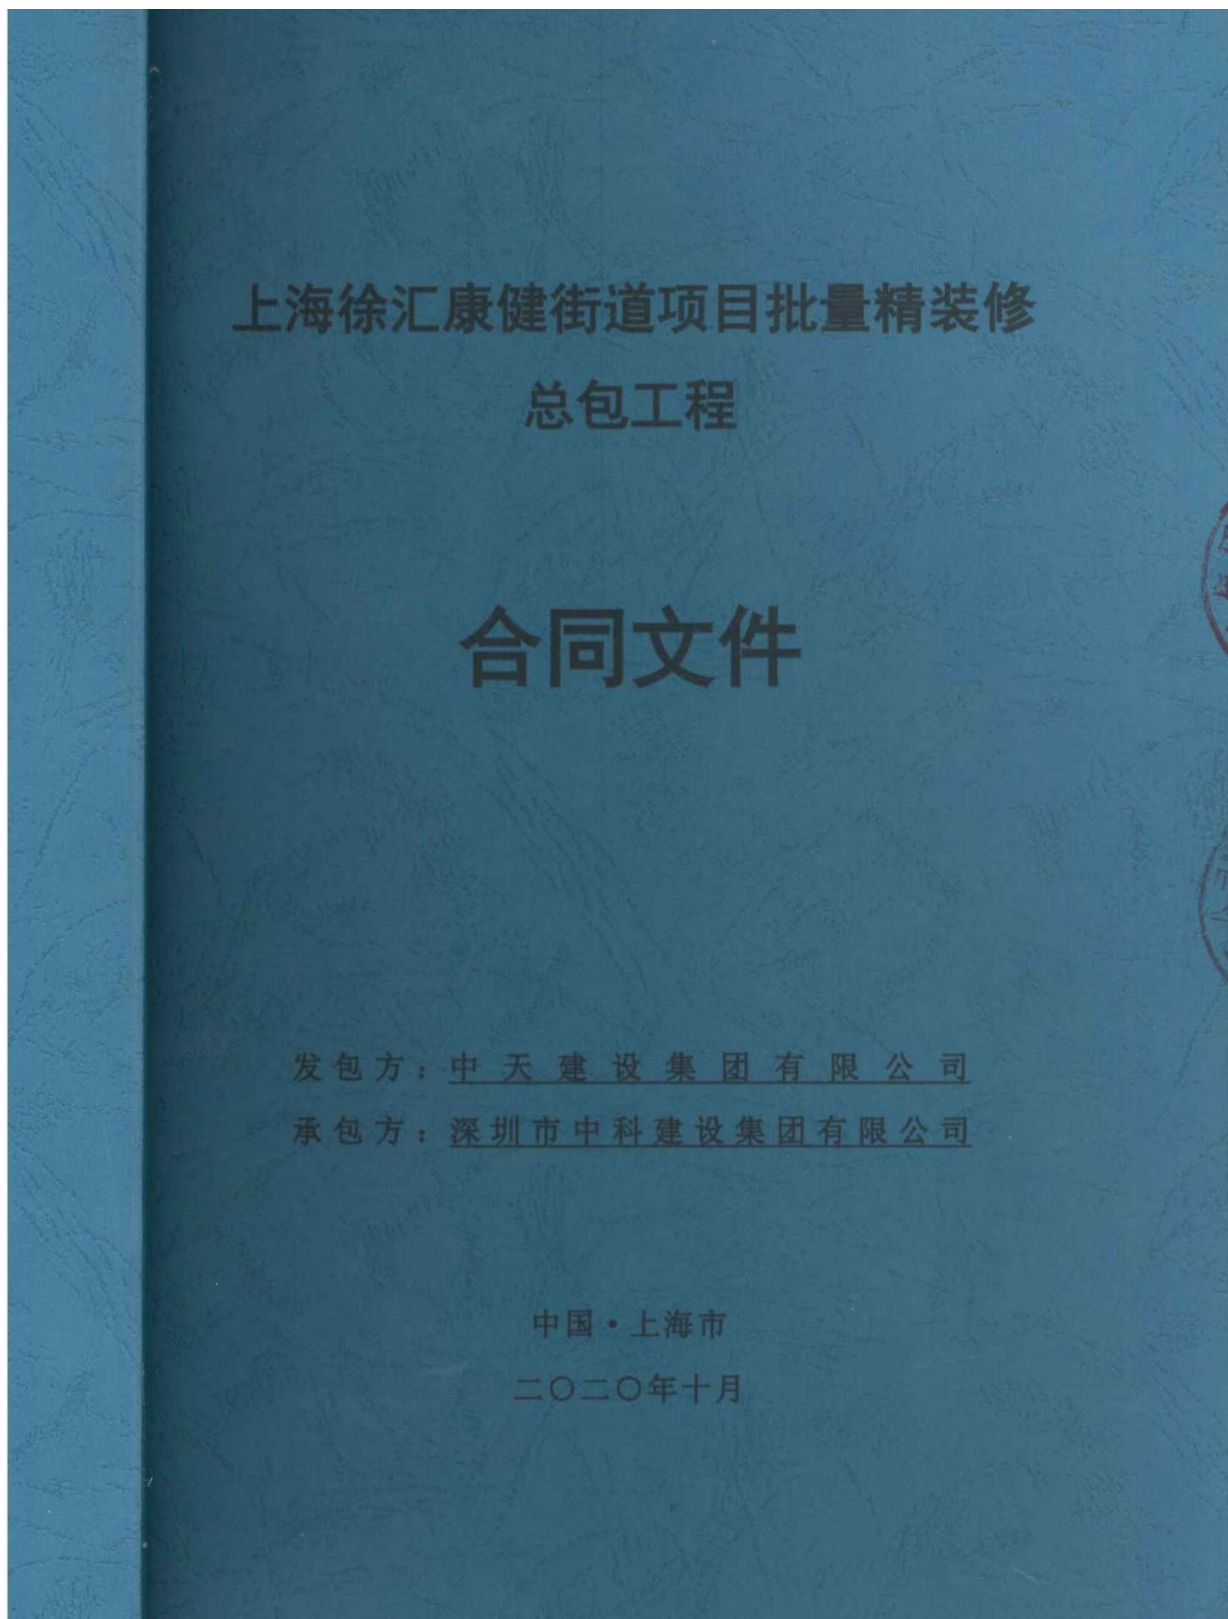 上海徐汇康健街道项目批量精装修
总包工程
合同文件
发包方：中天建设集团有限公司
承包方：深圳市中科建设集团有限公司
中国·上海市
二〇二〇年十月